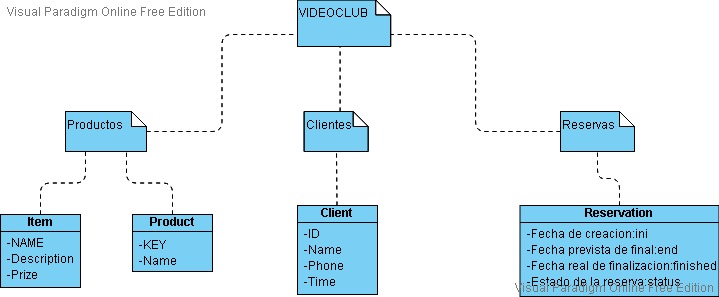 Visual Paradigm Online Free Edition
VIDEOCLUB
Productos
Clientes
Reservas
Item
-NAME
-Description
-Prize
Product
-KEY
-Name
Client
-ID
-Name
-Phone
-Time
Reservation
-Fecha de creacion:ini
-Fecha prevista de final:end
-Fecha real de finalizacion:finished
-Estado de la reserva:status
Visual Paradigm Online Free Edition